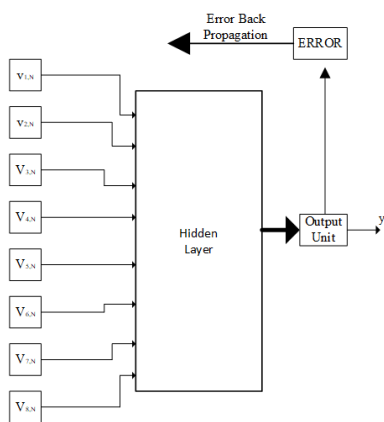 Error Back
Propagation
ERROR
v1,N
v2,N
V3,N
V4,N
V5,N
V6,N
V7,N
V8,N
Hidden
Layer
Output
Unit
y